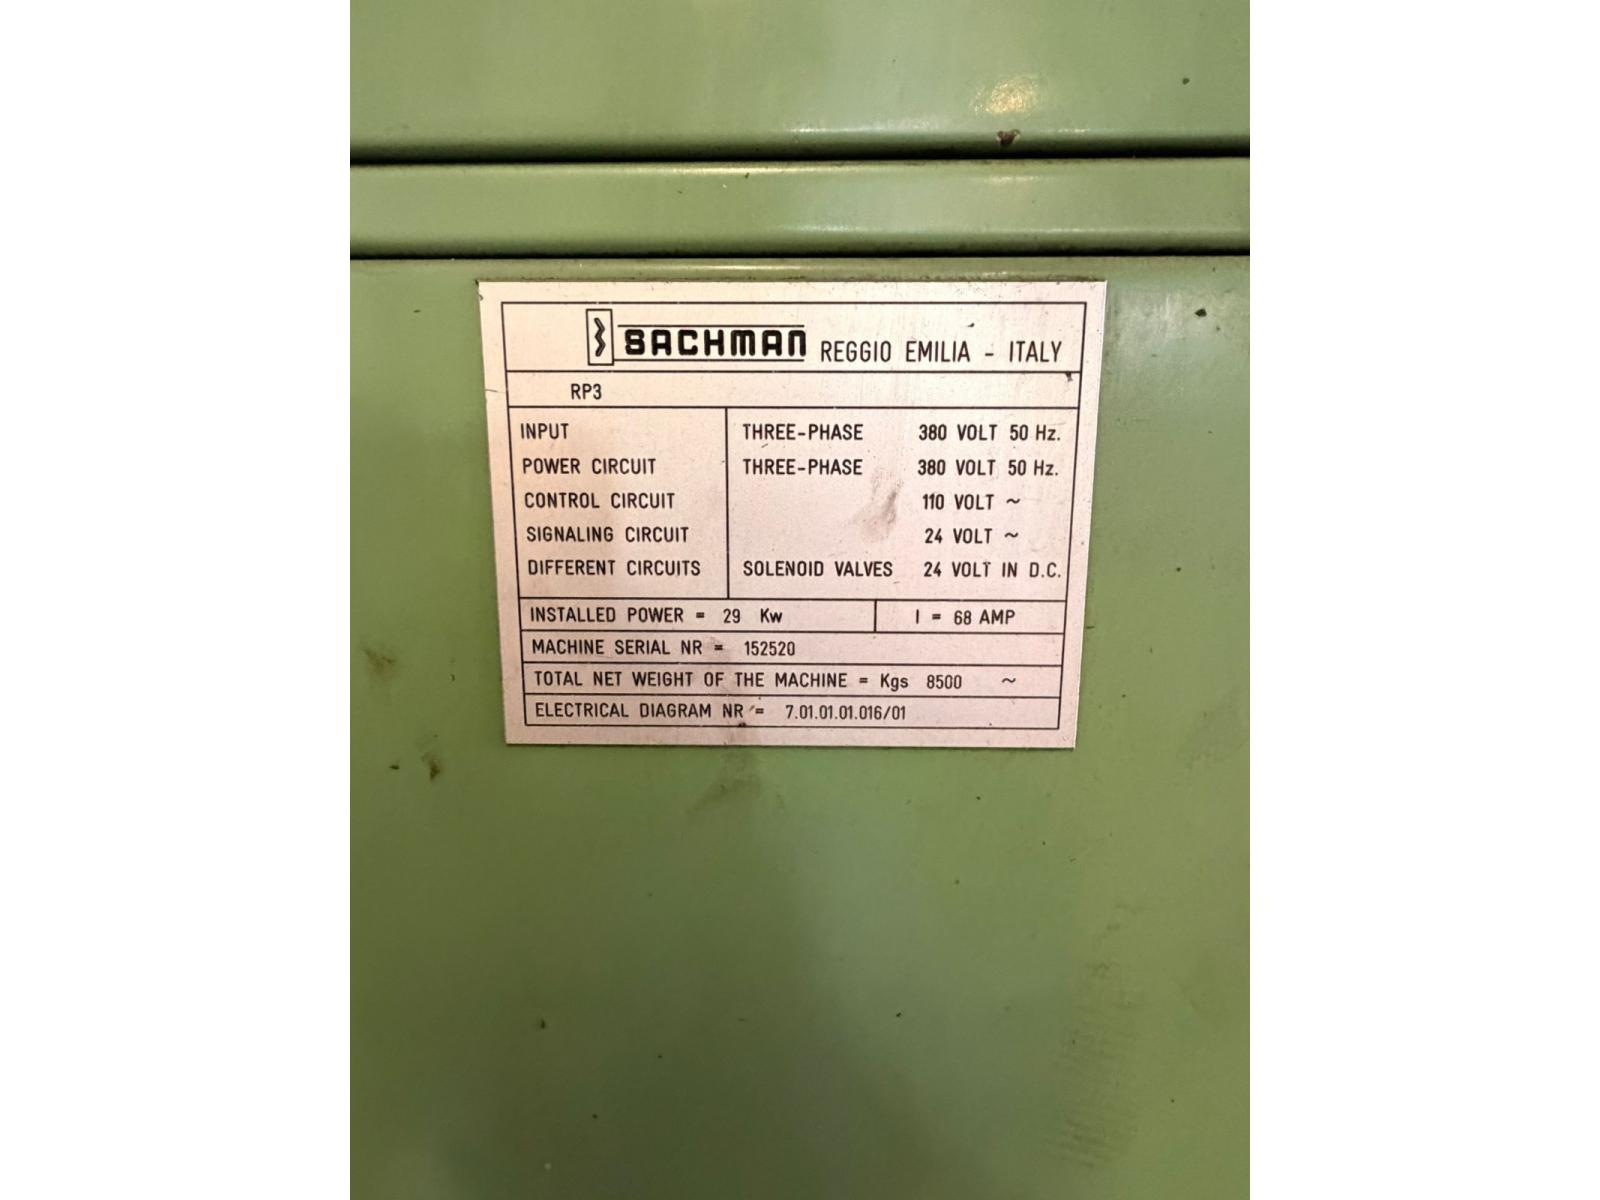 SACHMAN REGGIO EMILIA - ITALY
RP3
INPUT THREE-PHASE 380 VOLT 50 Hz.
POWER CIRCUIT THREE-PHASE 380 VOLT 50 Hz.
CONTROL CIRCUIT 110 VOLT ~
SIGNALING CIRCUIT 24 VOLT ~
DIFFERENT CIRCUITS SOLENOID VALVES 24 VOLT IN D.C.
INSTALLED POWER = 29 Kw I = 68 AMP
MACHINE SERIAL NR = 152520
TOTAL NET WEIGHT OF THE MACHINE = Kgs 8500 ~
ELECTRICAL DIAGRAM NR = 7.01.01.01.016/01